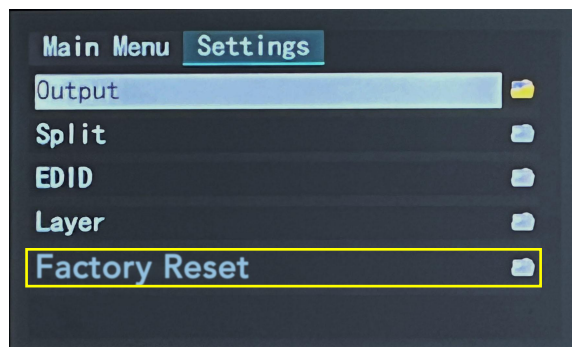 Main Menu Settings
Output
Split
EDID
Layer
Factory Reset